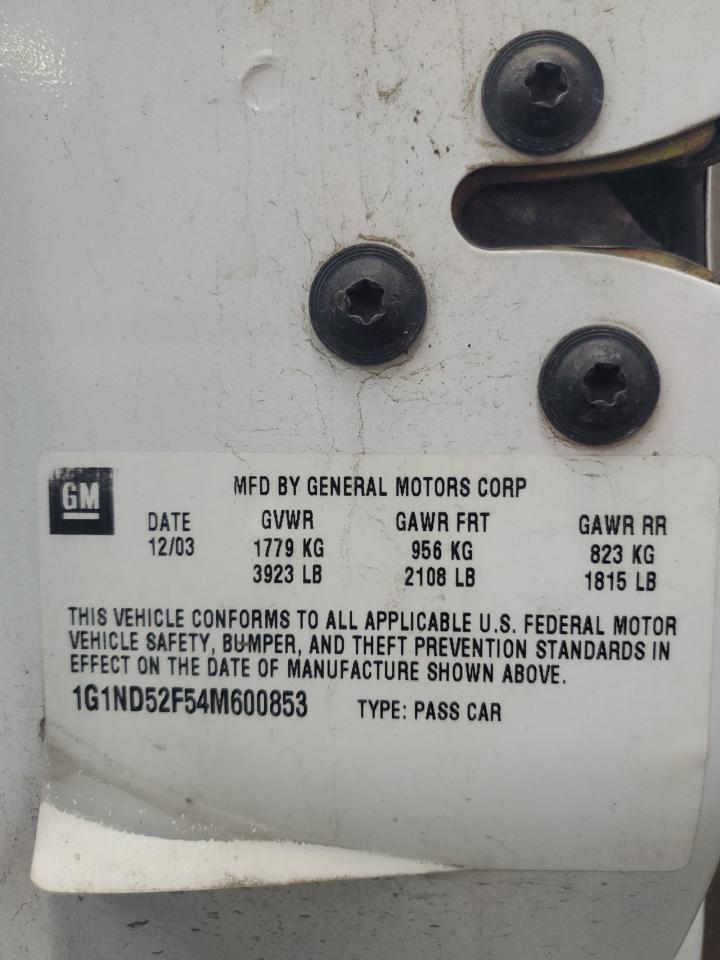 GM
MFD BY GENERAL MOTORS CORP
DATE GVWR GAWR FRT GAWR RR
12/03 1779 KG 956 KG 823 KG
3923 LB 2108 LB 1815 LB
THIS VEHICLE CONFORMS TO ALL APPLICABLE U.S. FEDERAL MOTOR
VEHICLE SAFETY, BUMPER, AND THEFT PREVENTION STANDARDS IN
EFFECT ON THE DATE OF MANUFACTURE SHOWN ABOVE.
1G1ND52F54M600853 TYPE: PASS CAR